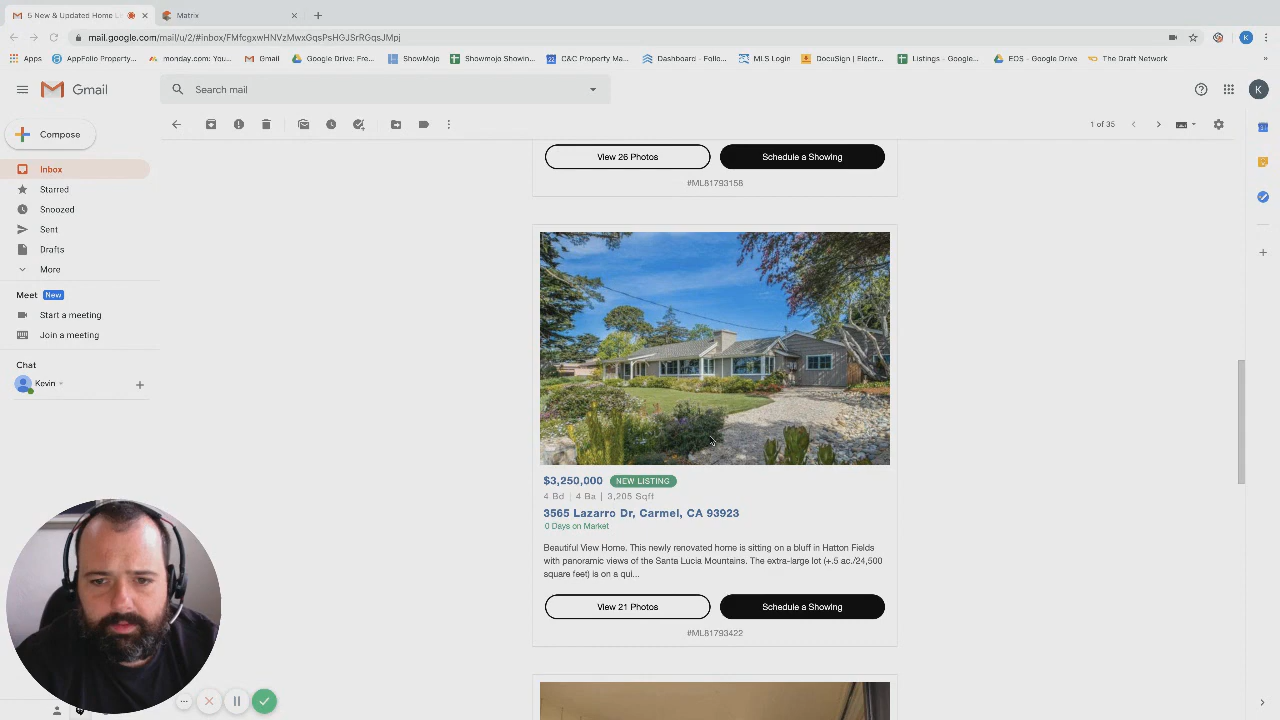 5 New & Updated Home L
Matrix
mail.google.com/mail/u/2/#inbox/FMfcgxwHNVzMwxGqsPsHGJSrRGqsJMpj
Apps
AppFolio Property...
monday.com: You...
Gmail
Google Drive: Fre...
ShowMojo
Showmojo Showin...
C&C Property Ma...
Dashboard - Follo...
MLS Login
DocuSign | Electr...
Listings - Google...
EOS - Google Drive
The Draft Network
»
Gmail
Search mail
K
Compose
1 of 35
Inbox
Starred
Snoozed
Sent
Drafts
More
Meet New
Start a meeting
Join a meeting
Chat
Kevin
View 26 Photos
Schedule a Showing
#ML81793158
$3,250,000 NEW LISTING
4 Bd | 4 Ba | 3,205 Sqft
3565 Lazarro Dr, Carmel, CA 93923
0 Days on Market
Beautiful View Home. This newly renovated home is sitting on a bluff in Hatton Fields
with panoramic views of the Santa Lucia Mountains. The extra-large lot (+.5 ac./24,500
square feet) is on a qui...
View 21 Photos
Schedule a Showing
#ML81793422